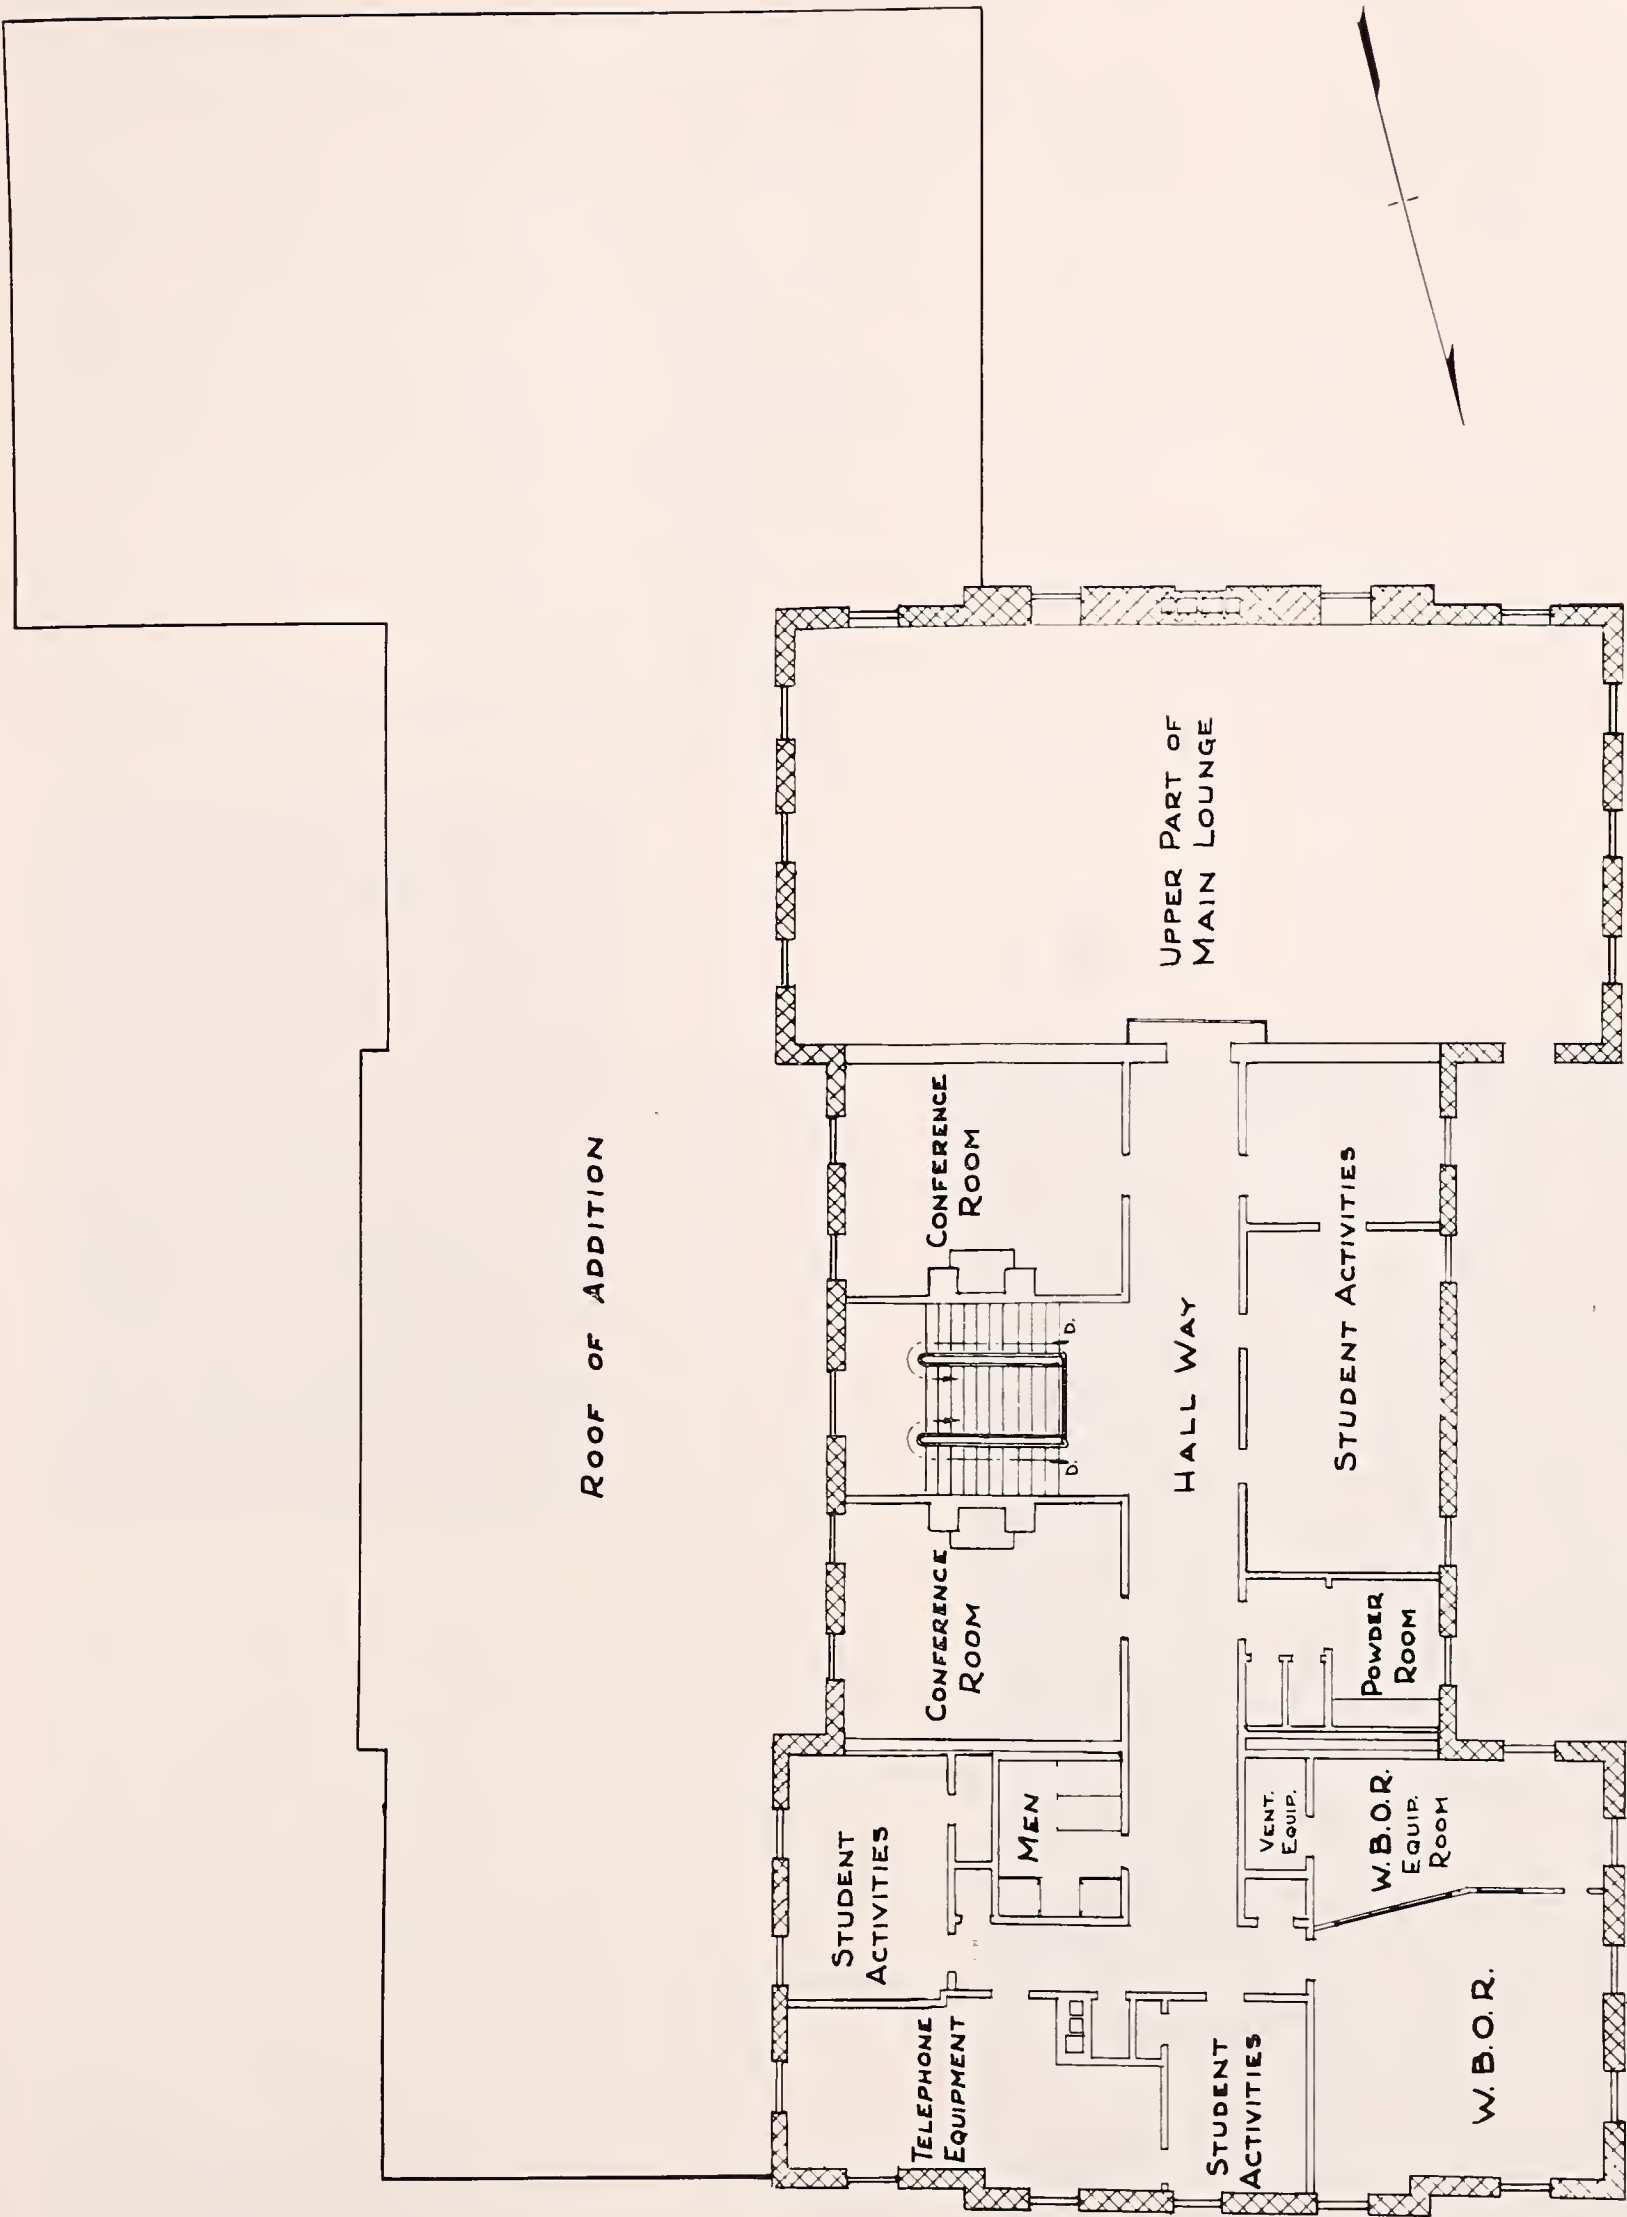 ROOF OF ADDITION
UPPER PART OF
MAIN LOUNGE
CONFERENCE
ROOM
D.
D.
HALL WAY
STUDENT ACTIVITIES
CONFERENCE
ROOM
POWDER
ROOM
STUDENT
ACTIVITIES
MEN
VENT.
EQUIP.
W.B.O.R.
EQUIP.
ROOM
TELEPHONE
EQUIPMENT
STUDENT
ACTIVITIES
W.B.O.R.